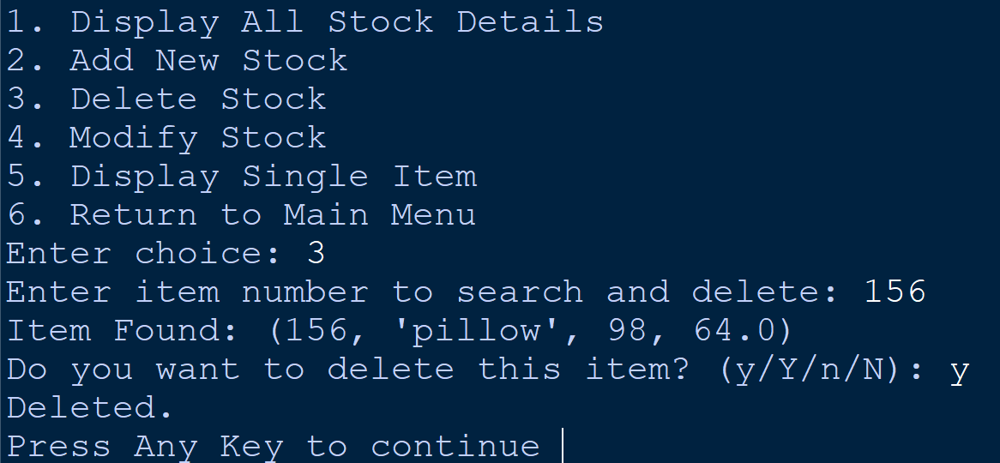 1. Display All Stock Details
2. Add New Stock
3. Delete Stock
4. Modify Stock
5. Display Single Item
6. Return to Main Menu
Enter choice: 3
Enter item number to search and delete: 156
Item Found: (156, 'pillow', 98, 64.0)
Do you want to delete this item? (y/Y/n/N): y
Deleted.
Press Any Key to continue